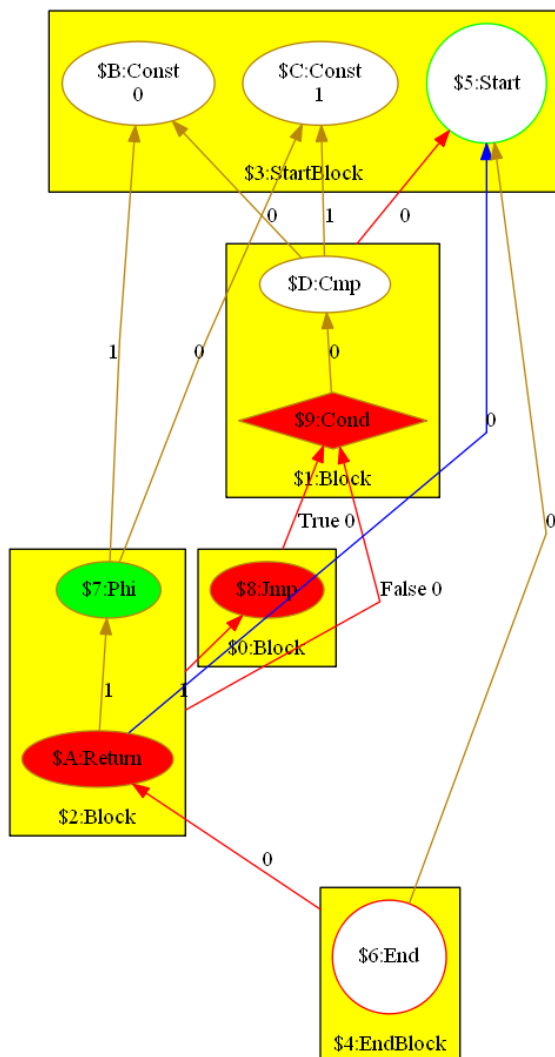 $B:Const
0
$C:Const
1
$5:Start
$3:StartBlock
0
1
0
$D:Cmp
1
0
0
$9:Cond
0
$1:Block
True 0
0
$7:Phi
$8:Jmp
False 0
$0:Block
1
1
$A:Return
$2:Block
0
$6:End
$4:EndBlock